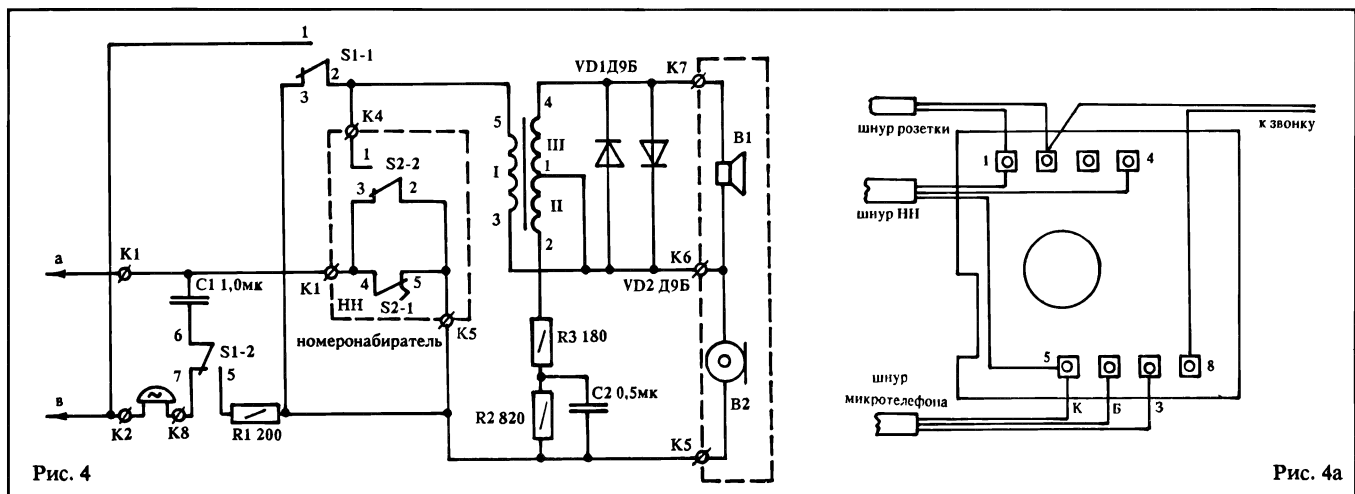 1
S1-1
2
3
VD1Д9Б
K7
K4
1
S2-2
3
2
5
I
3
4
III
1
II
2
B1
a
K1
C1 1,0мк
K1
4
5
HH
S2-1
K5
номеронабиратель
K6
VD2 Д9Б
6
S1-2
7
5
R3 180
C2 0,5мк
B2
в
~
K2
K8
R1 200
R2 820
K5
Рис. 4
шнур розетки
к звонку
1
4
шнур НН
5
8
шнур
микротелефона
К
Б
З
Рис. 4а